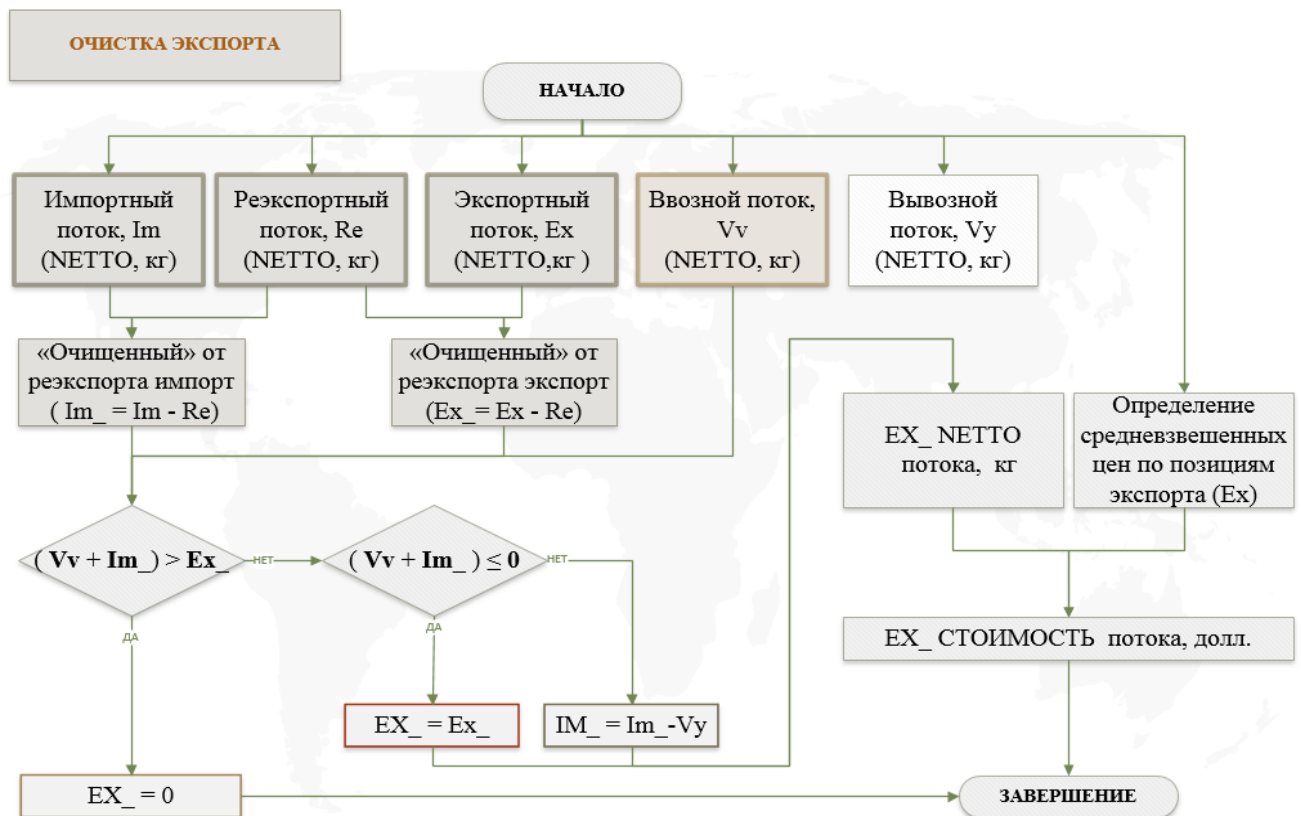 ОЧИСТКА ЭКСПОРТА
НАЧАЛО
Импортный
поток, Im
(NETTO, кг)
Реэкспортный
поток, Re
(NETTO, кг)
Экспортный
поток, Ex
(NETTO,кг )
Ввозной поток,
Vv
(NETTO, кг)
Вывозной
поток, Vy
(NETTO, кг)
«Очищенный» от
реэкспорта импорт
( Im_ = Im - Re)
«Очищенный» от
реэкспорта экспорт
(Ex_= Ex - Re)
EX_ NETTO
потока, кг
Определение
средневзвешенных
цен по позициям
экспорта (Ex)
( Vv + Im_) > Ex_
НЕТ
( Vv + Im_ ) ≤ 0
НЕТ
ДА
ДА
EX_ СТОИМОСТЬ потока, долл.
EX_ = Ex_
IM_ = Im_-Vy
EX_ = 0
ЗАВЕРШЕНИЕ